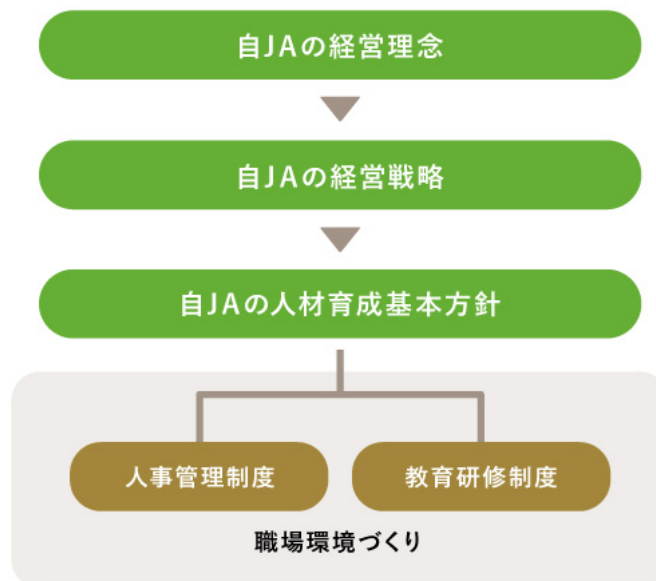 自JAの経営理念
自JAの経営戦略
自JAの人材育成基本方針
人事管理制度
教育研修制度
職場環境づくり